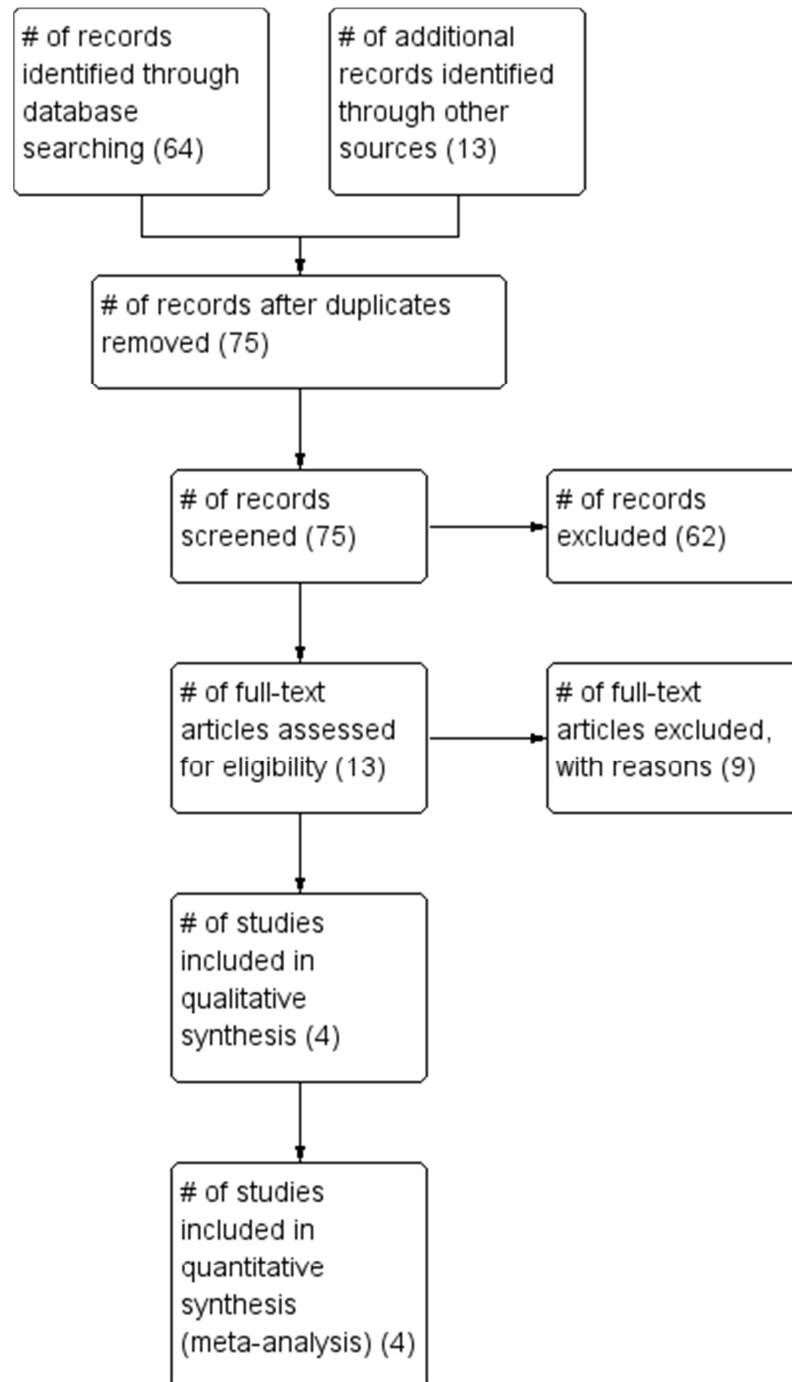 # of records
identified through
database
searching (64)
# of additional
records identified
through other
sources (13)
# of records after duplicates
removed (75)
# of records
screened (75)
# of records
excluded (62)
# of full-text
articles assessed
for eligibility (13)
# of full-text
articles excluded,
with reasons (9)
# of studies
included in
qualitative
synthesis (4)
# of studies
included in
quantitative
synthesis
(meta-analysis) (4)